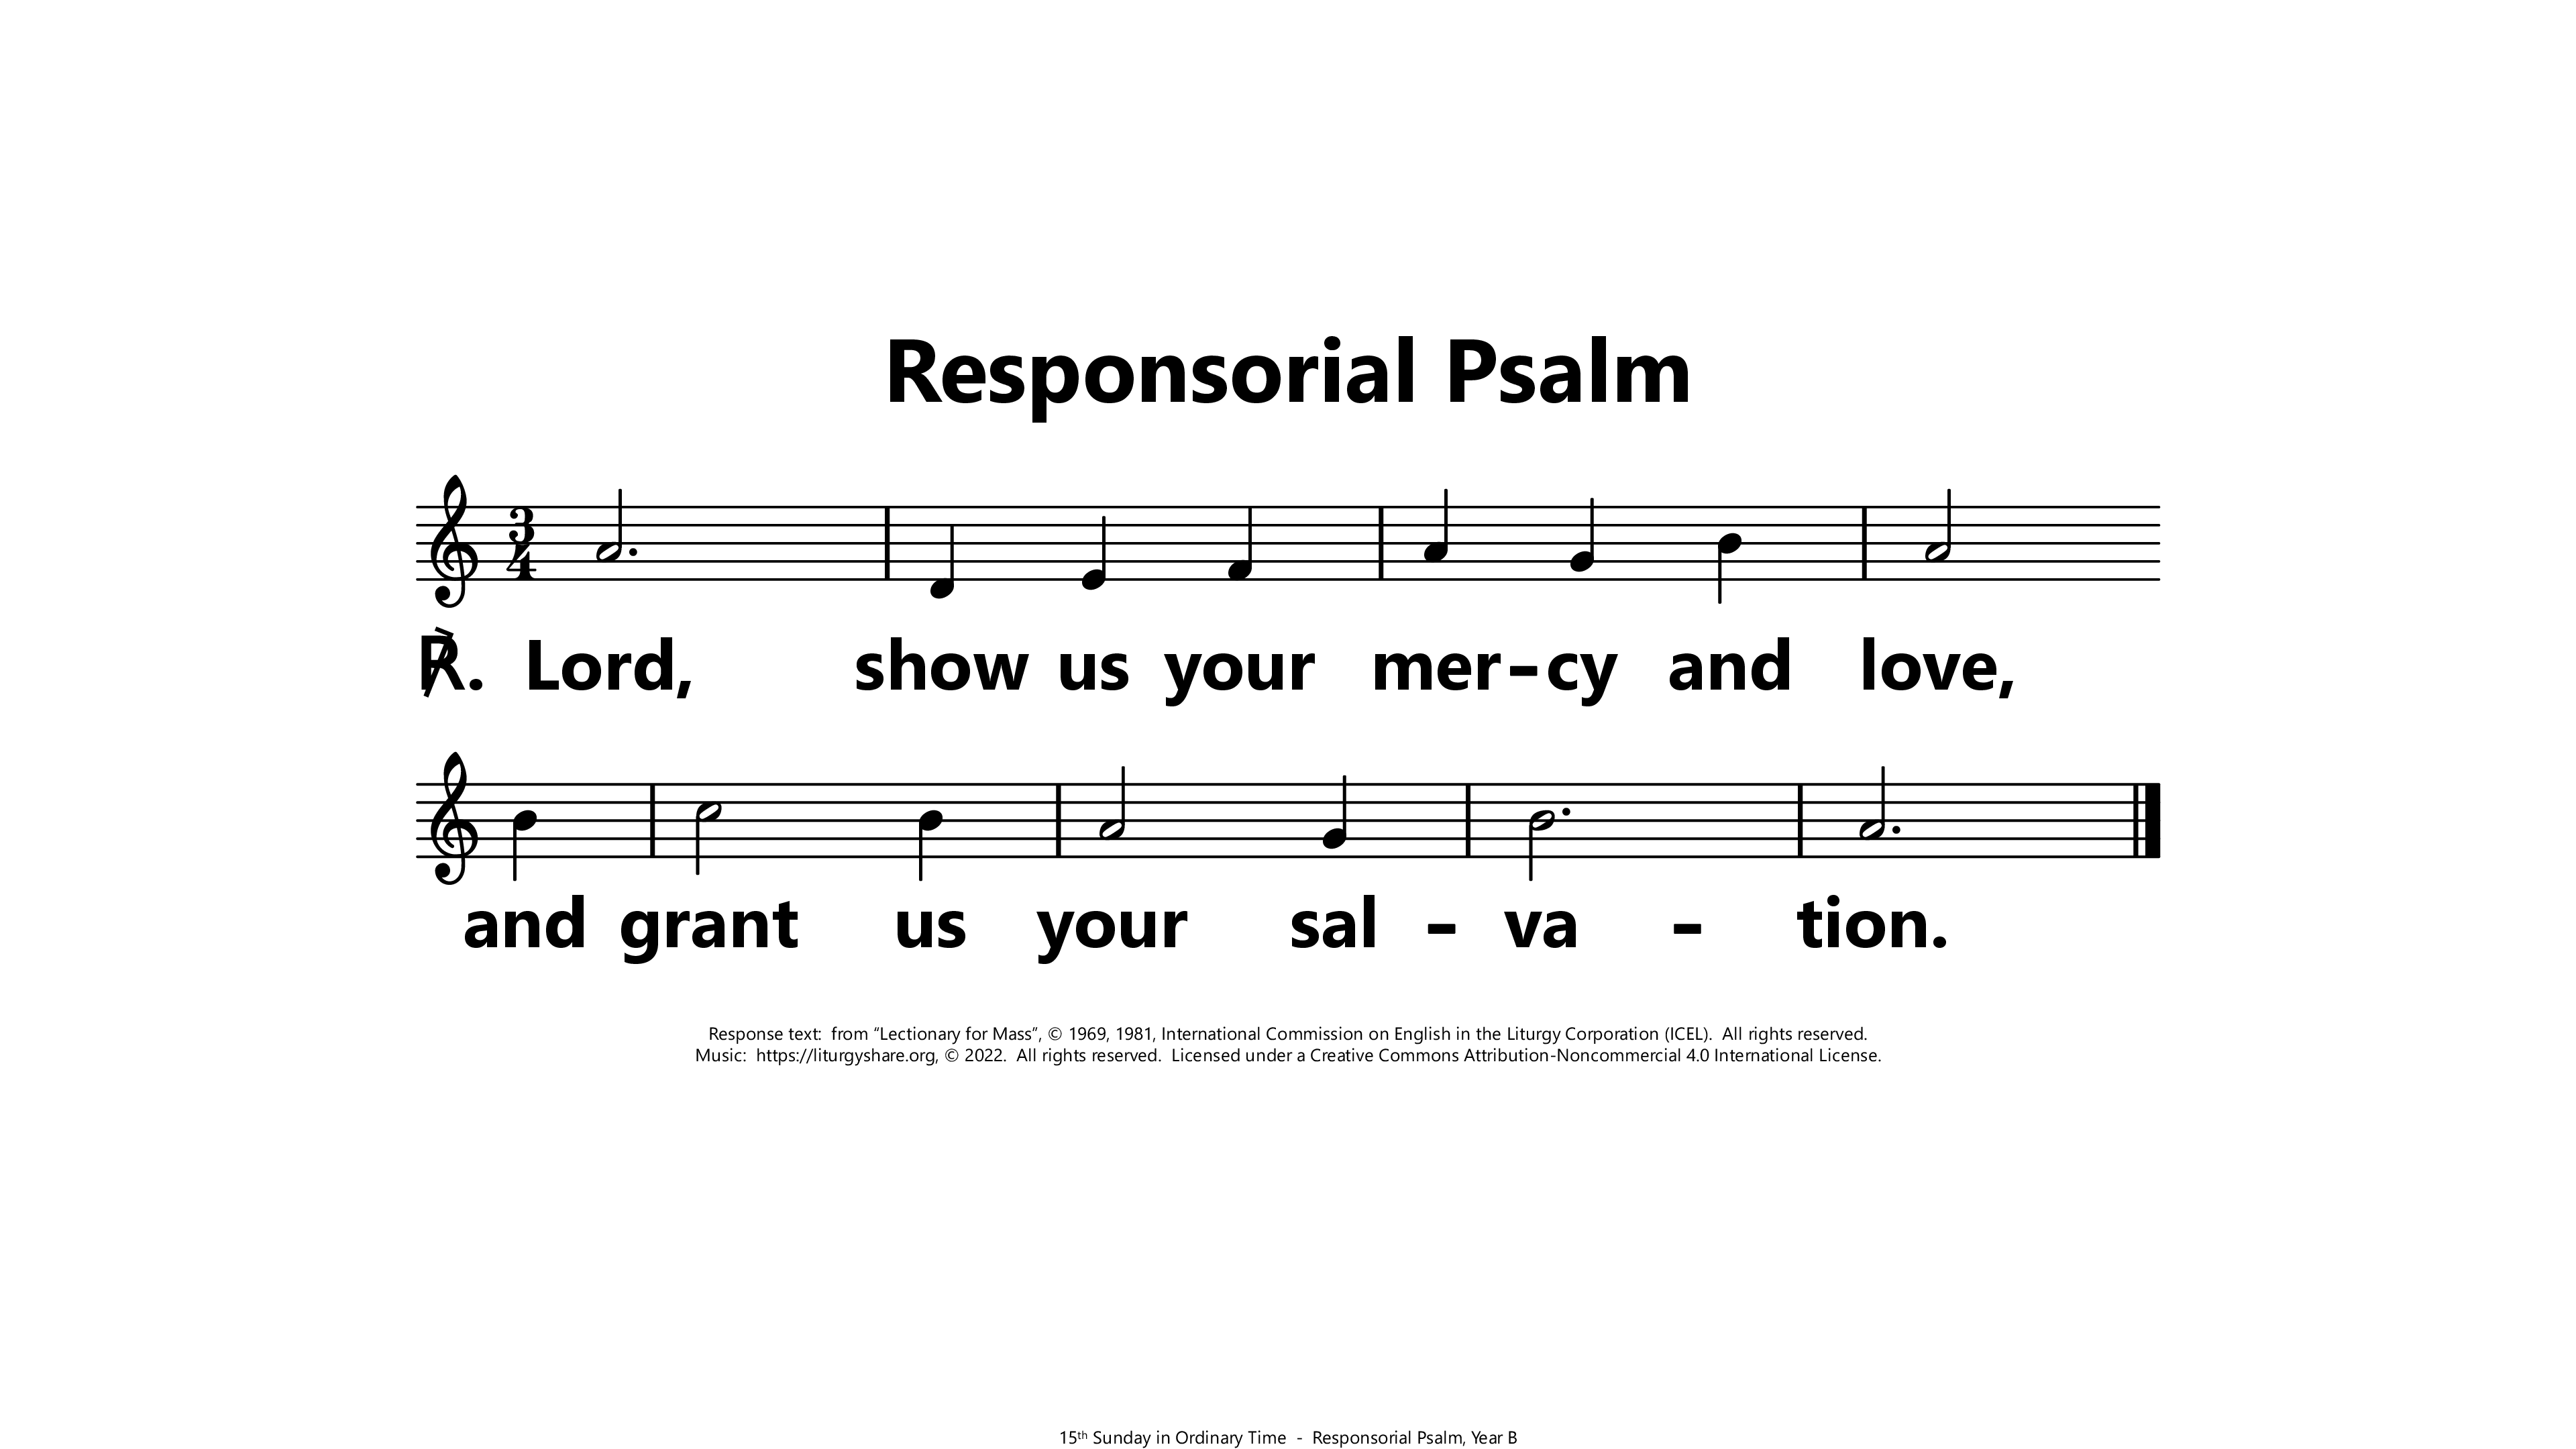 Responsorial Psalm
3
4
℟. Lord, show us your mer-cy and love,
and grant us your sal - va - tion.
Response text:  from “Lectionary for Mass”, © 1969, 1981, International Commission on English in the Liturgy Corporation (ICEL).  All rights reserved.
Music:  https://liturgyshare.org, © 2022.  All rights reserved.  Licensed under a Creative Commons Attribution-Noncommercial 4.0 International License.
15th Sunday in Ordinary Time  -  Responsorial Psalm, Year B